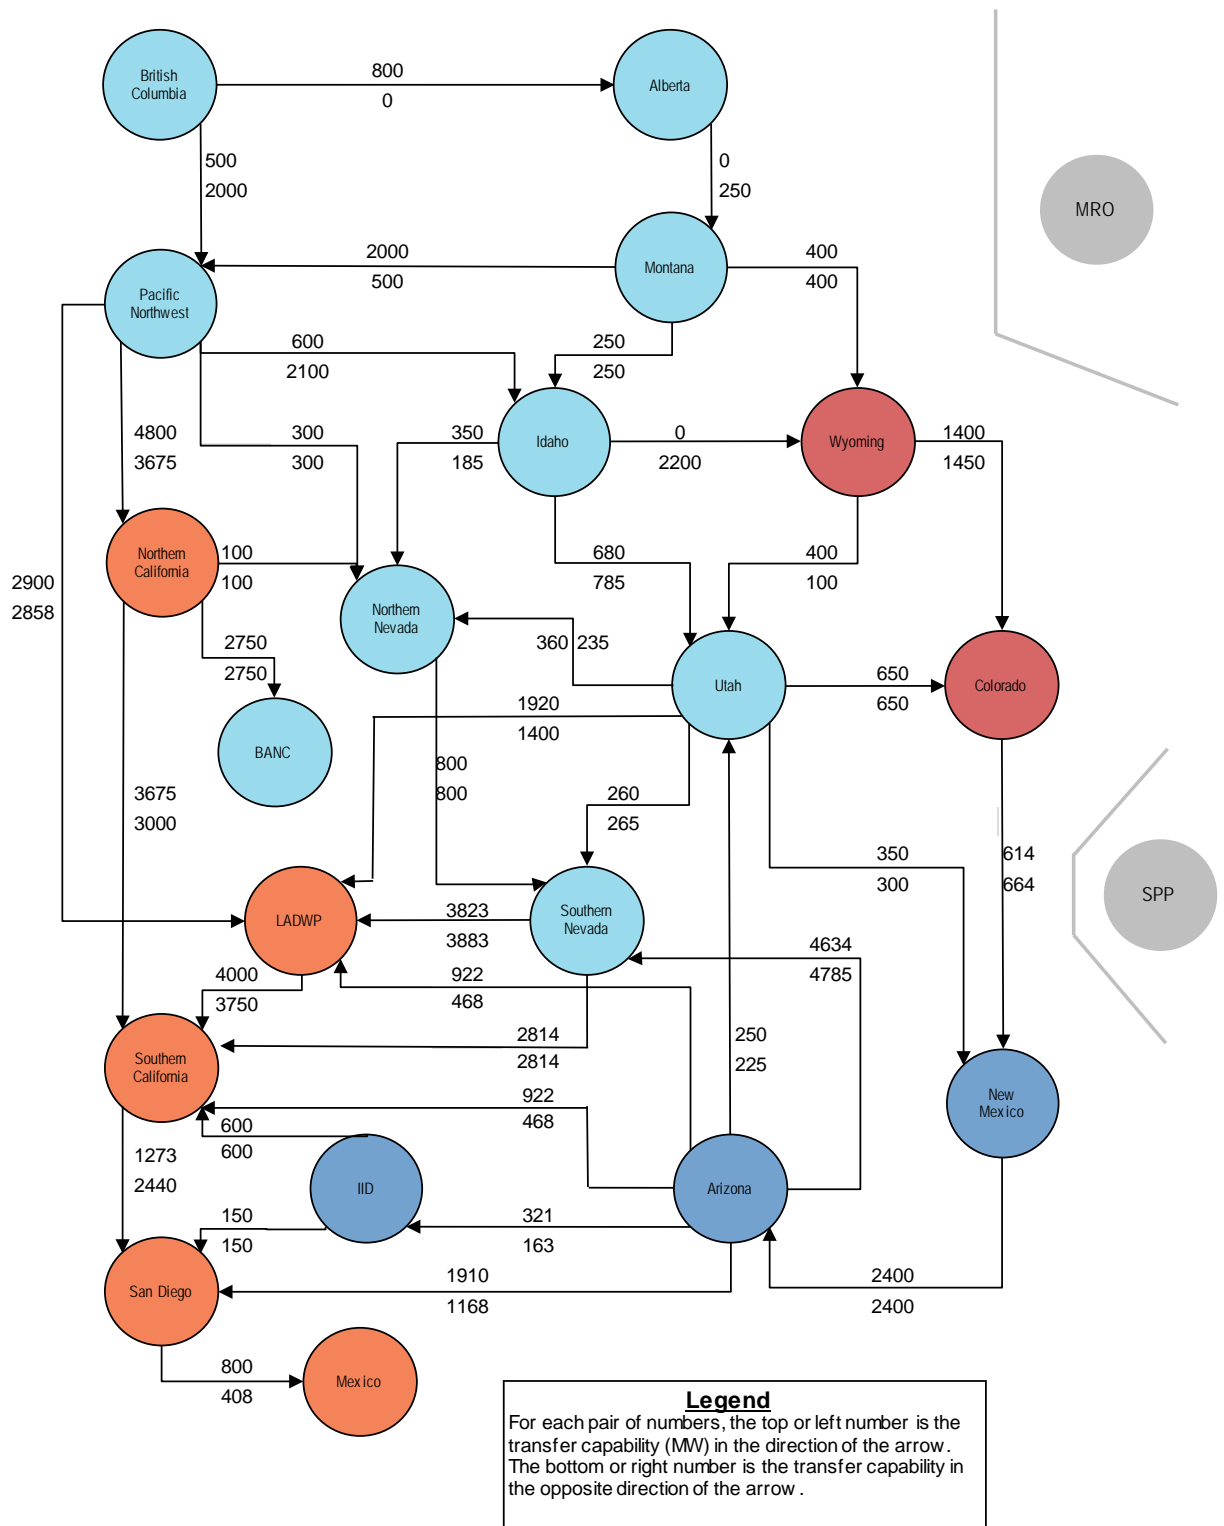 British
Columbia
800
0
Alberta
500
2000
0
250
MRO
Pacific
Northwest
2000
500
Montana
400
400
600
2100
250
250
4800
3675
300
300
350
185
Idaho
0
2200
Wyoming
1400
1450
Northern
California
100
100
680
785
400
100
2900
2858
Northern
Nevada
2750
2750
360 235
Utah
650
650
Colorado
BANC
1920
1400
3675
3000
800
800
260
265
350
300
614
664
SPP
LADWP
3823
3883
Southern
Nevada
4634
4785
4000
3750
922
468
Southern
California
2814
2814
250
225
New
Mexico
922
468
600
600
1273
2440
IID
Arizona
150
150
321
163
San Diego
1910
1168
2400
2400
800
408
Mexico
Legend
For each pair of numbers, the top or left number is the
transfer capability (MW) in the direction of the arrow.
The bottom or right number is the transfer capability in
the opposite direction of the arrow.